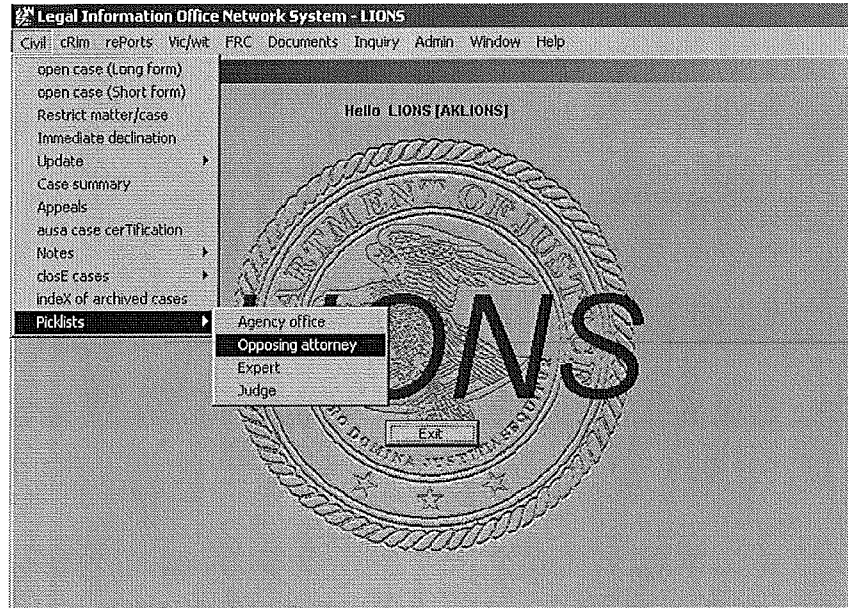 Legal Information Office Network System - LIONS
Civil cRim rePorts Vic/wit FRC Documents Inquiry Admin Window Help
open case (Long form)
open case (Short form)
Restrict matter/case
Immediate declination
Update
Case summary
Appeals
ausa case cerTification
Notes
closE cases
indeX of archived cases
Picklists
Agency office
Opposing attorney
Expert
Judge
Hello LIONS [AKLIONS]
LIONS
Exit